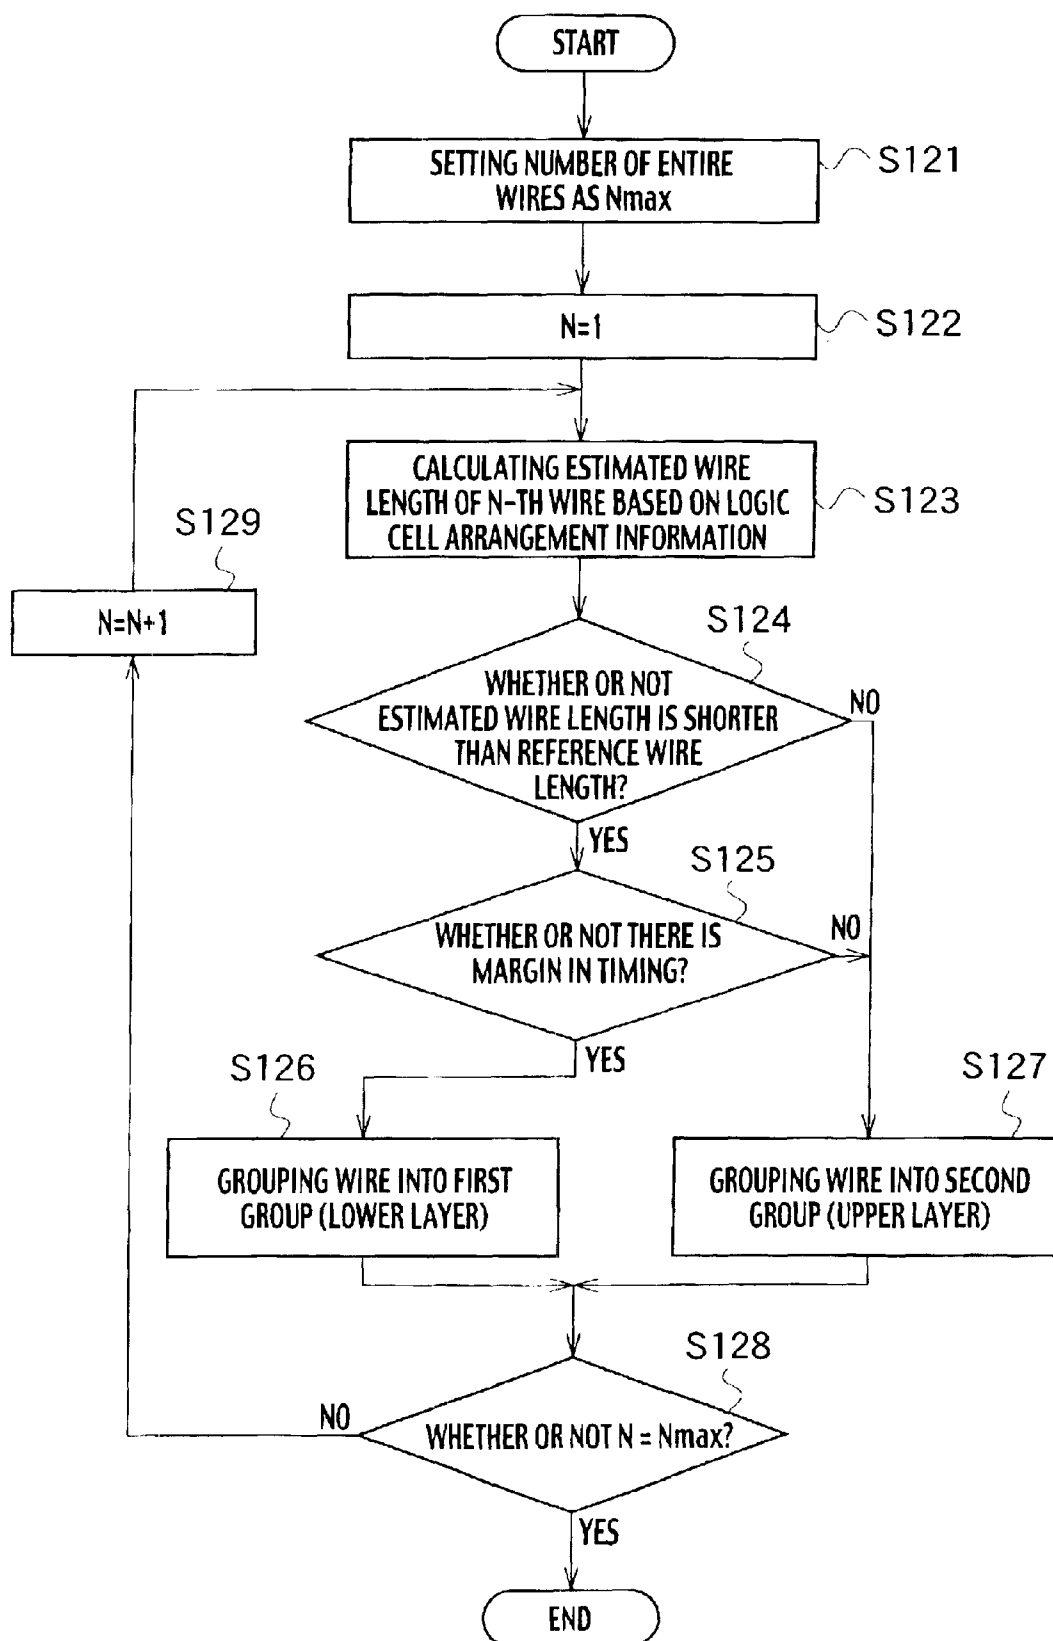 START
SETTING NUMBER OF ENTIRE
WIRES AS Nmax
S121
N=1
S122
CALCULATING ESTIMATED WIRE
LENGTH OF N-TH WIRE BASED ON LOGIC
CELL ARRANGEMENT INFORMATION
S123
S129
N=N+1
S124
WHETHER OR NOT
ESTIMATED WIRE LENGTH IS SHORTER
THAN REFERENCE WIRE
LENGTH?
NO
YES
S125
WHETHER OR NOT THERE IS
MARGIN IN TIMING?
NO
YES
S126
S127
GROUPING WIRE INTO FIRST
GROUP (LOWER LAYER)
GROUPING WIRE INTO SECOND
GROUP (UPPER LAYER)
S128
WHETHER OR NOT N = Nmax?
NO
YES
END